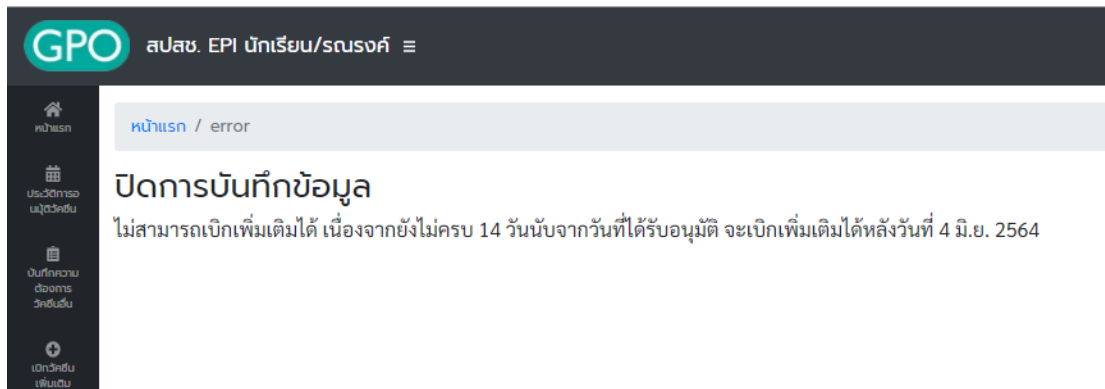 GPO สปสช. EPI นักเรียน/รณรงค์ ≡
หน้าแรก
หน้าแรก / error
ประวัติการอ
นุมัติวัคซีน
ปิดการบันทึกข้อมูล
ไม่สามารถเบิกเพิ่มเติมได้ เนื่องจากยังไม่ครบ 14 วันนับจากวันที่ได้รับอนุมัติ จะเบิกเพิ่มเติมได้หลังวันที่ 4 มิ.ย. 2564
บันทึกความ
ต้องการ
วัคซีนอื่น
เบิกวัคซีน
เพิ่มเติม